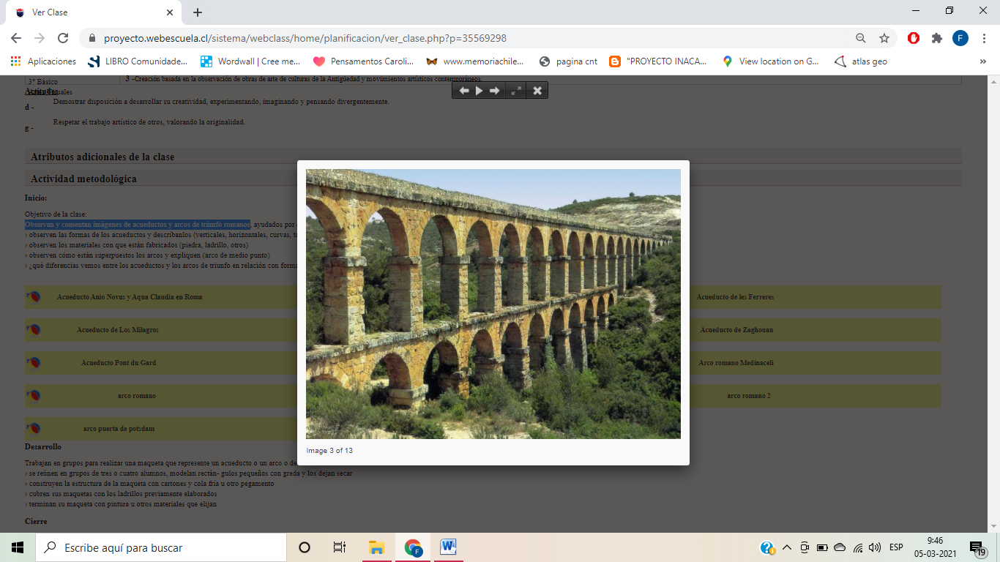 Ver Clase
proyecto.webescuela.cl/sistema/webclass/home/planificacion/ver_clase.php?p=35569298
F
Aplicaciones
LIBRO Comunidade...
Wordwall | Cree me...
Pensamentos Caroli...
www.memoriachile...
pagina cnt
"PROYECTO INACA...
View location on G...
atlas geo
»
3° Básico
3 -Creación basada en la observación de obras de arte de culturas de la Antigüedad y movimientos artísticos contemporáneos.
Actitudes
Visuales
d -
Demostrar disposición a desarrollar su creatividad, experimentando, imaginando y pensando divergentemente.
g -
Respetar el trabajo artístico de otros, valorando la originalidad.
Atributos adicionales de la clase
Actividad metodológica
Inicio:
Objetivo de la clase:
Observan y comentan imágenes de acueductos y arcos de triunfo romanos, ayudados por
› observen las formas de los acueductos y descríbanlos (verticales, horizontales, curvas,
› observen los materiales con que están fabricados (piedra, ladrillo, otros)
› observen cómo están superpuestos los arcos y expliquen (arco de medio punto)
› ¿qué diferencias vemos entre los acueductos y los arcos de triunfo en relación con
Acueducto Anio Novus y Aqua Claudia en Roma
Acueducto de les Ferreres
Acueducto de Los Milagros
Acueducto de Zaghouan
Acueducto Pont du Gard
Arco romano Medinaceli
arco romano
arco romano 2
arco puerta de potsdam
Image 3 of 13
Desarrollo
Trabajan en grupos para realizar una maqueta que represente un acueducto o un arco o de
› se reúnen en grupos de tres o cuatro alumnos, modelan rectán- gulos pequeños con greda y los dejan secar
› construyen la estructura de la maqueta con cartones y cola fría u otro pegamento
› cubren sus maquetas con los ladrillos previamente elaborados
› terminan su maqueta con pintura u otros materiales que elijan
Cierre
Escribe aquí para buscar
F
W
ESP
9:46
05-03-2021
19